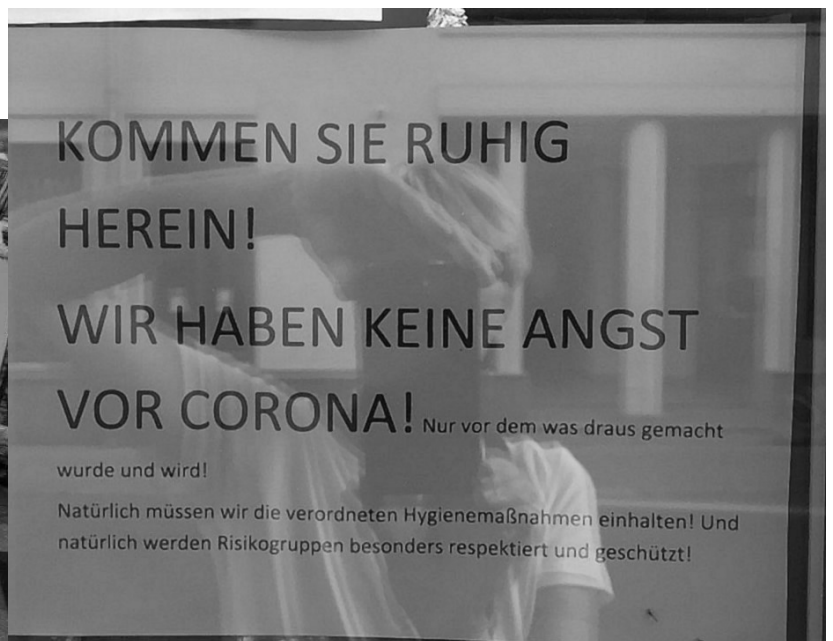 KOMMEN SIE RUHIG
HEREIN!
WIR HABEN KEINE ANGST
VOR CORONA! Nur vor dem was draus gemacht
wurde und wird!
Natürlich müssen wir die verordneten Hygienemaßnahmen einhalten! Und
natürlich werden Risikogruppen besonders respektiert und geschützt!